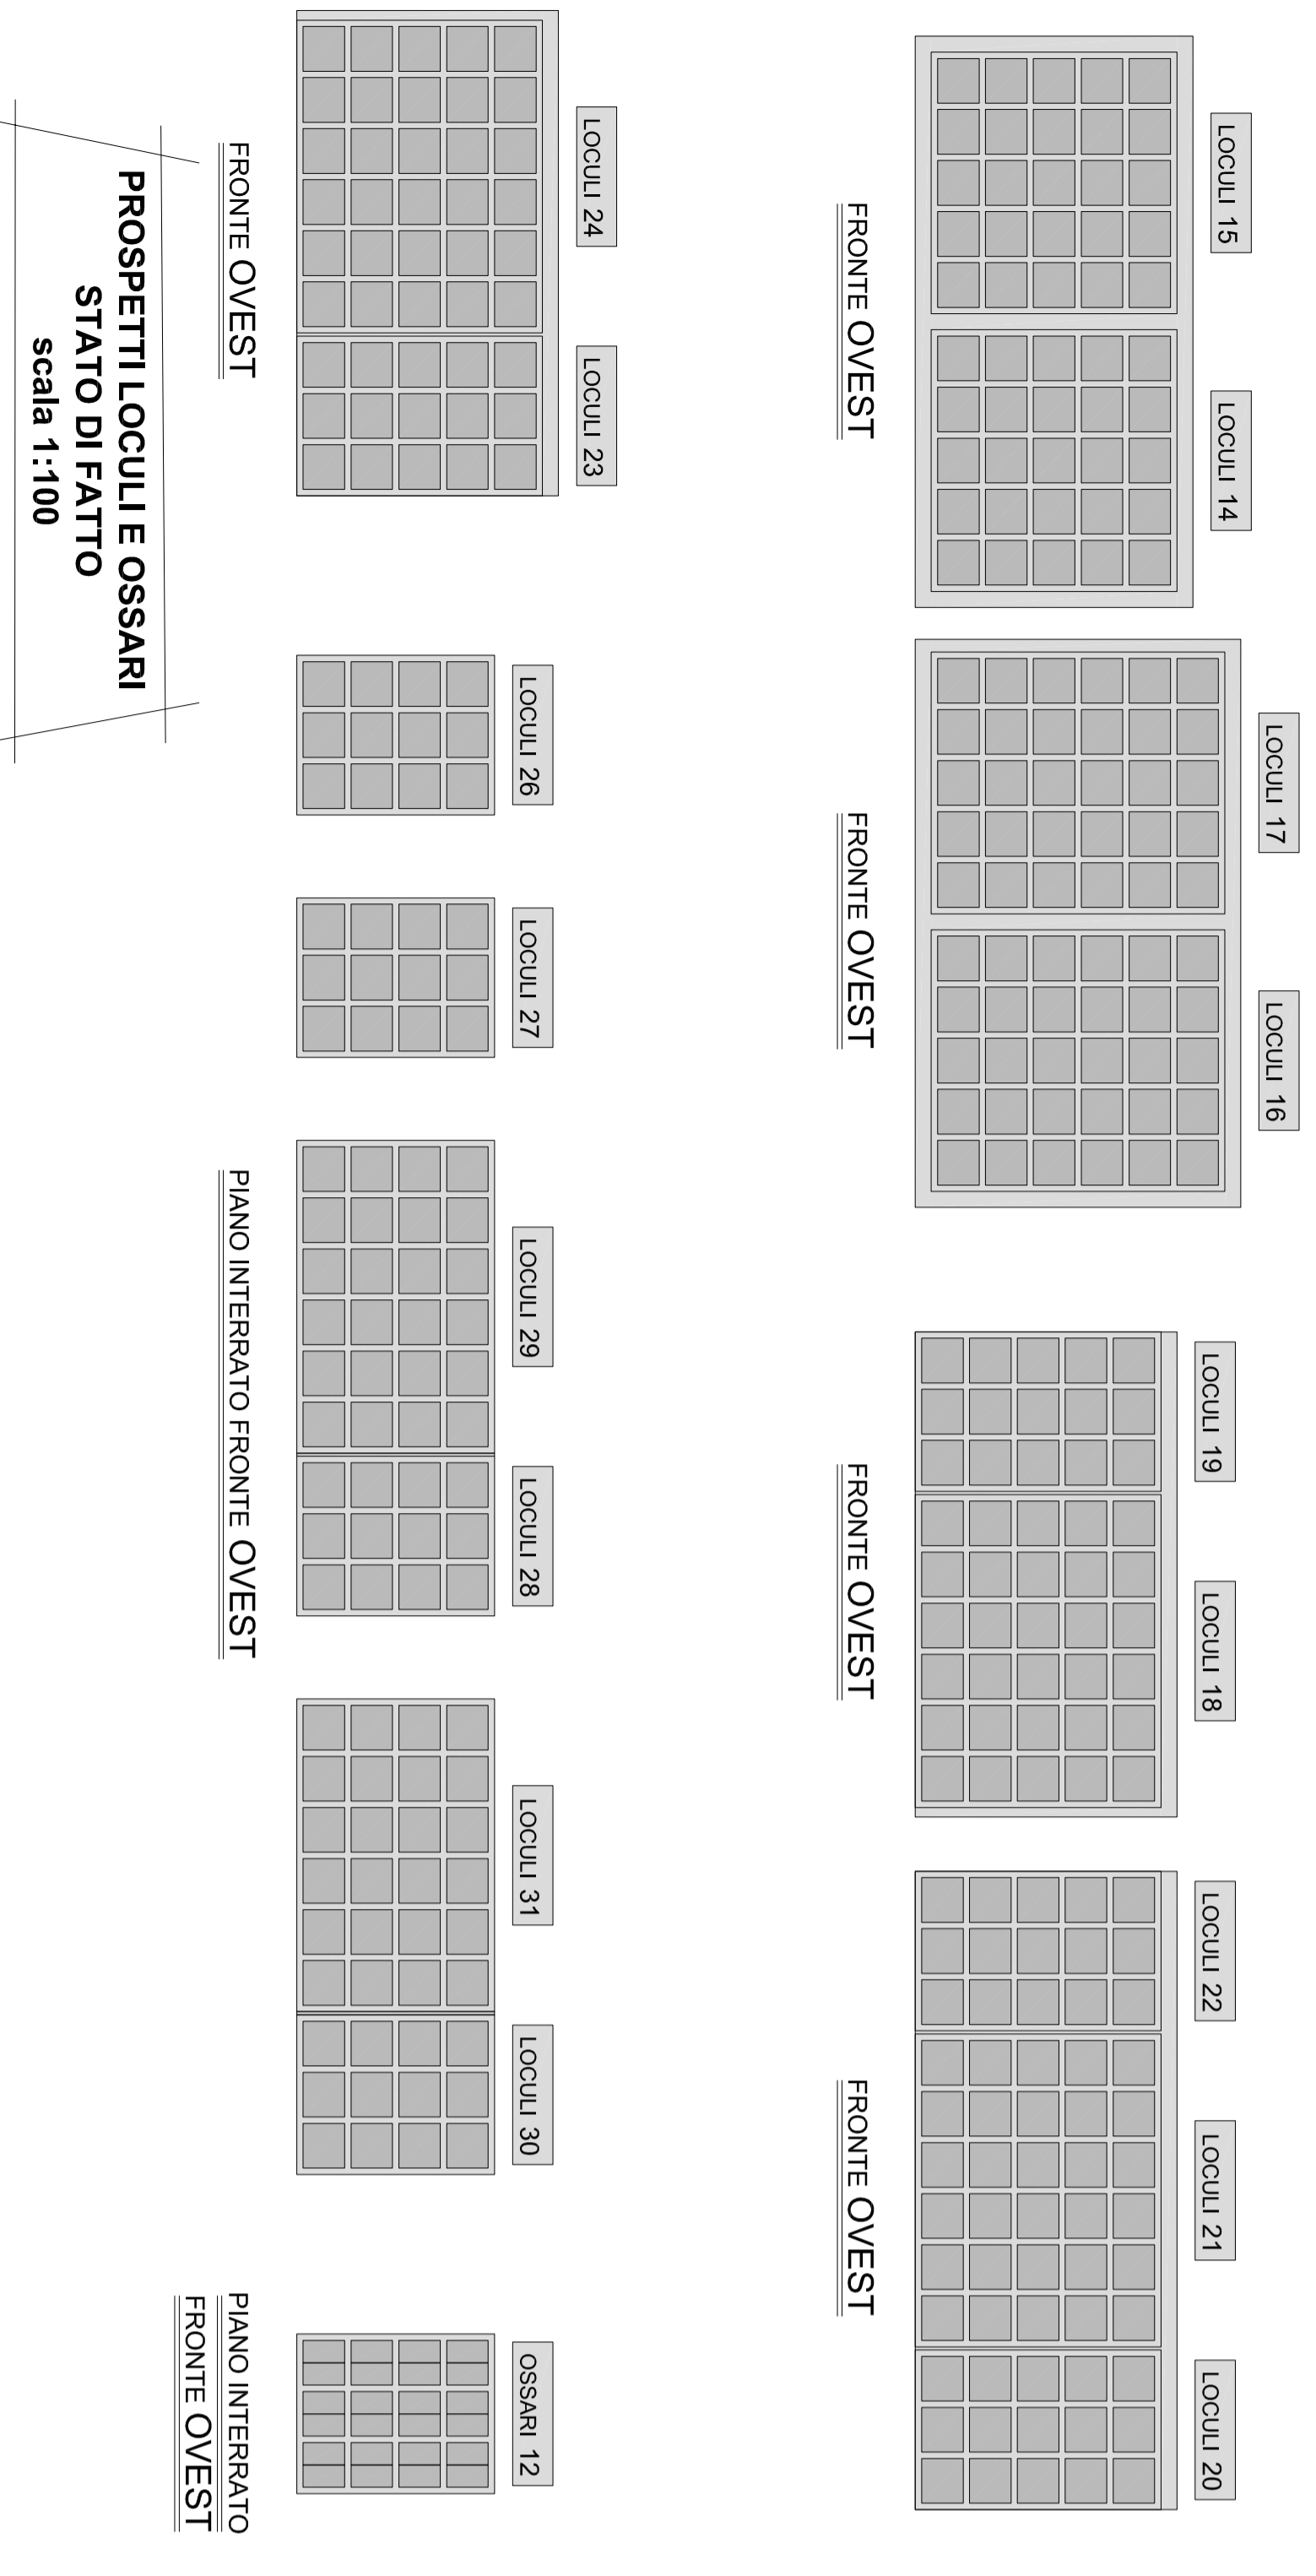 LOCULI 15
LOCULI 14
LOCULI 17
LOCULI 16
LOCULI 19
LOCULI 18
LOCULI 22
LOCULI 21
LOCULI 20
FRONTE OVEST
FRONTE OVEST
FRONTE OVEST
FRONTE OVEST
LOCULI 24
LOCULI 23
LOCULI 26
LOCULI 27
LOCULI 29
LOCULI 28
LOCULI 31
LOCULI 30
OSSARI 12
FRONTE OVEST
PIANO INTERRATO FRONTE OVEST
PIANO INTERRATO
FRONTE OVEST
PROSPETTI LOCULI E OSSARI
STATO DI FATTO
scala 1:100